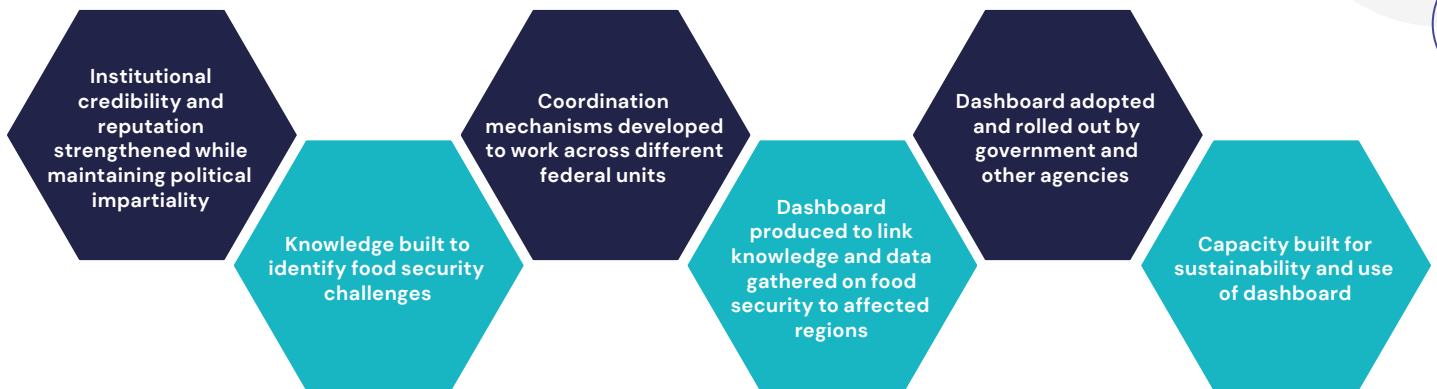 Institutional
credibility and
reputation
strengthened while
maintaining political
impartiality
Knowledge built to
identify food security
challenges
Coordination
mechanisms developed
to work across different
federal units
Dashboard
produced to link
knowledge and data
gathered on food
security to affected
regions
Dashboard adopted
and rolled out by
government and
other agencies
Capacity built for
sustainability and use
of dashboard